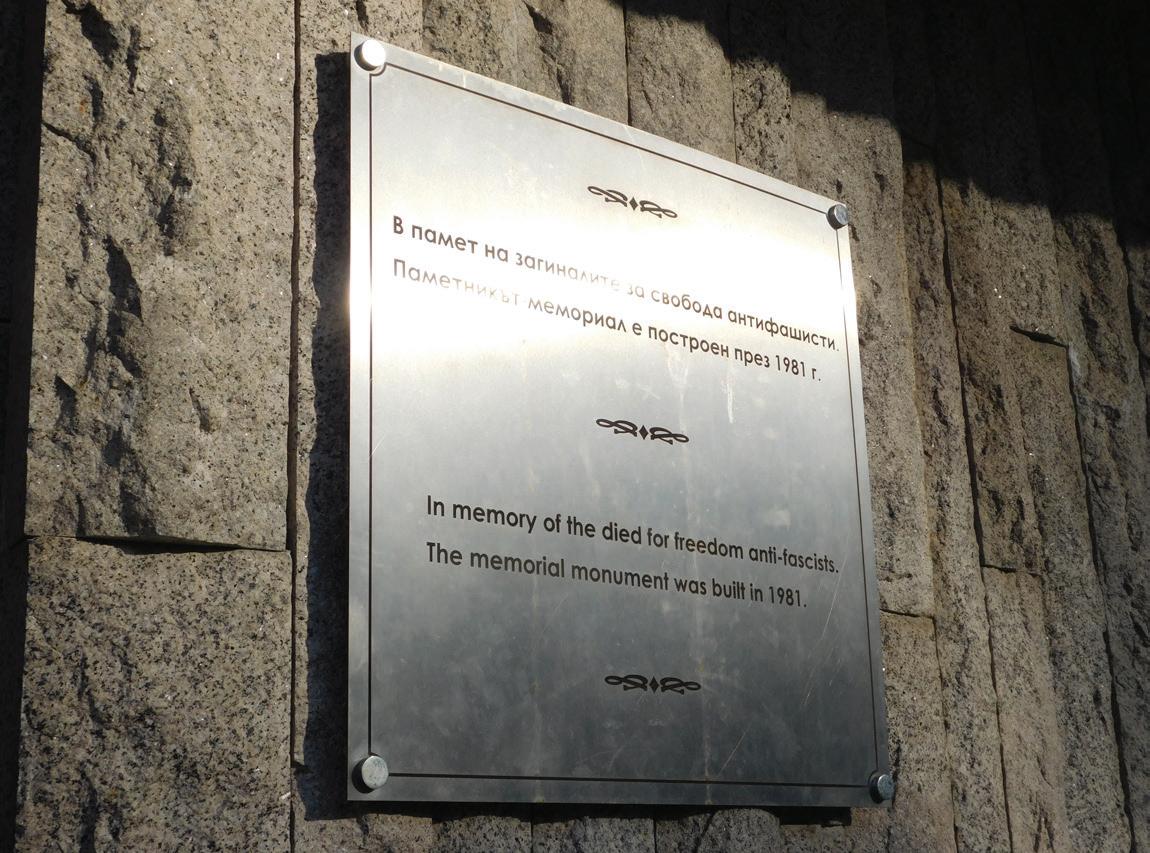 В памет на загиналите за свобода антифашисти.
Паметникът-мемориал е построен през 1981 г.
In memory of the died for freedom anti-fascists.
The memorial monument was built in 1981.